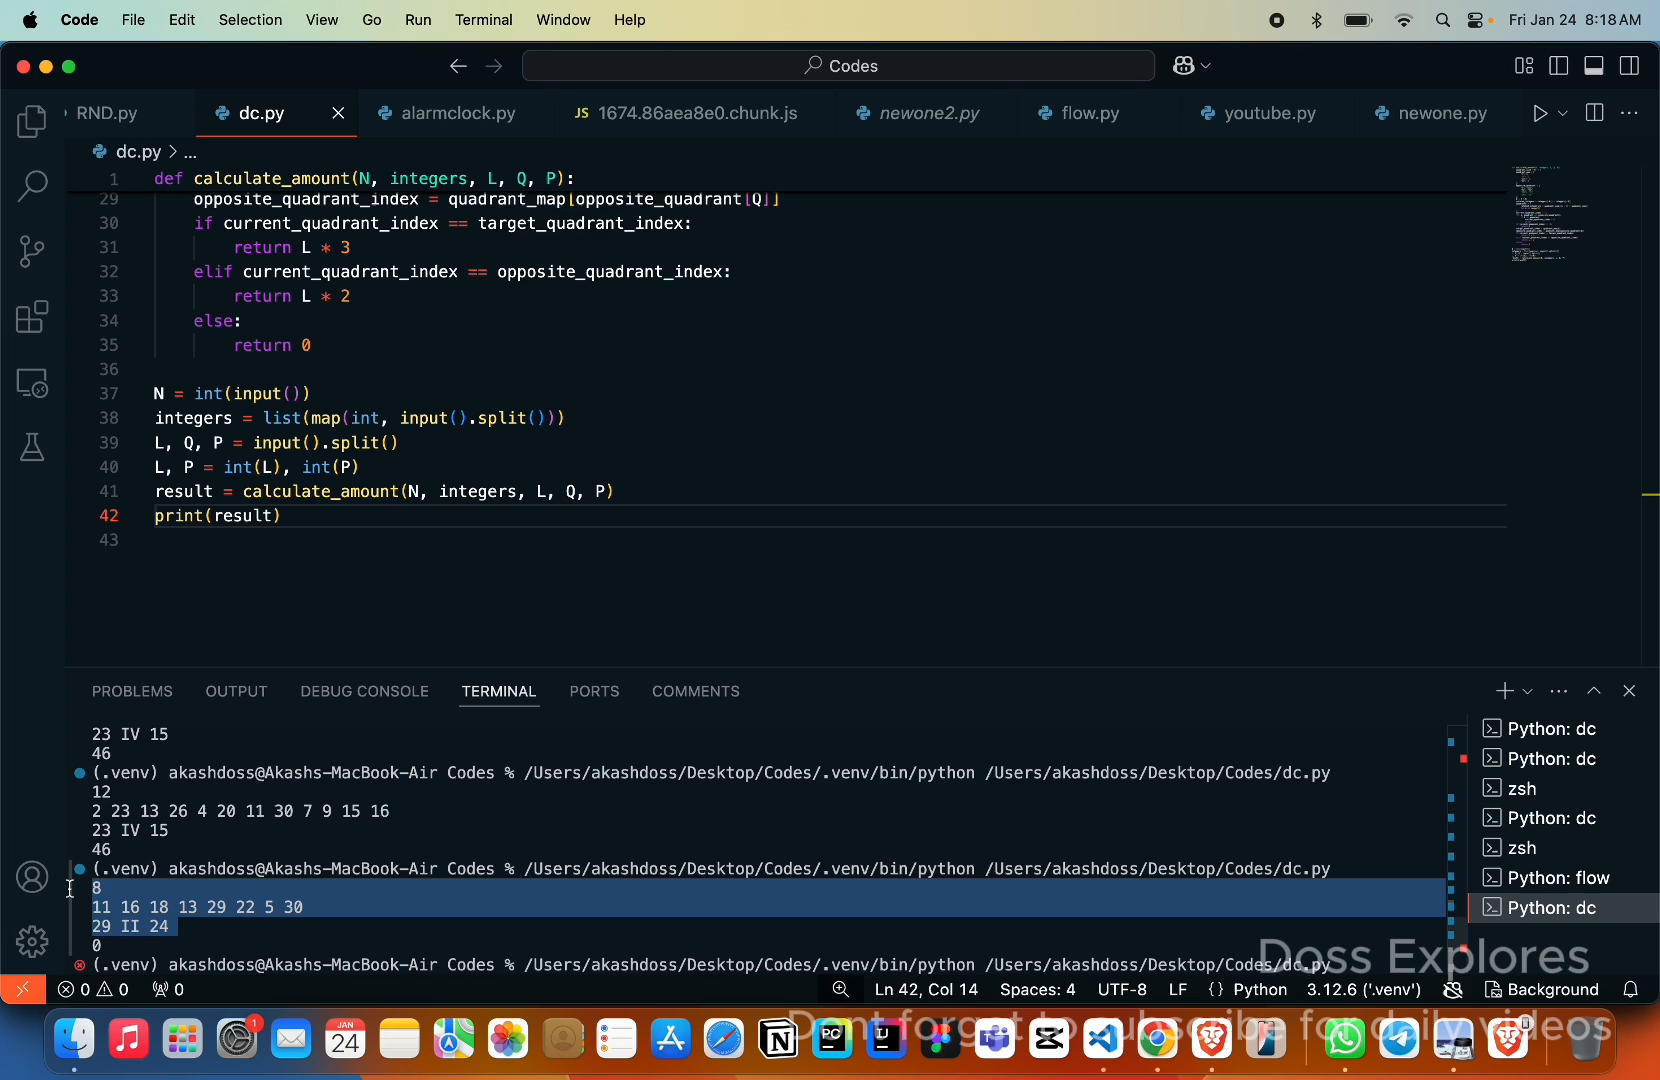 Code File Edit Selection View Go Run Terminal Window Help Fri Jan 24 8:18 AM
Codes
RND.py dc.py alarmclock.py JS 1674.86aea8e0.chunk.js newone2.py flow.py youtube.py newone.py
dc.py > ...
1 def calculate_amount(N, integers, L, Q, P):
29 opposite_quadrant_index = quadrant_map[opposite_quadrant[Q]]
30 if current_quadrant_index == target_quadrant_index:
31 return L * 3
32 elif current_quadrant_index == opposite_quadrant_index:
33 return L * 2
34 else:
35 return 0
36
37 N = int(input())
38 integers = list(map(int, input().split()))
39 L, Q, P = input().split()
40 L, P = int(L), int(P)
41 result = calculate_amount(N, integers, L, Q, P)
42 print(result)
43
PROBLEMS OUTPUT DEBUG CONSOLE TERMINAL PORTS COMMENTS
23 IV 15
46
(.venv) akashdoss@Akashs-MacBook-Air Codes % /Users/akashdoss/Desktop/Codes/.venv/bin/python /Users/akashdoss/Desktop/Codes/dc.py
12
2 23 13 26 4 20 11 30 7 9 15 16
23 IV 15
46
(.venv) akashdoss@Akashs-MacBook-Air Codes % /Users/akashdoss/Desktop/Codes/.venv/bin/python /Users/akashdoss/Desktop/Codes/dc.py
8
11 16 18 13 29 22 5 30
29 II 24
0
(.venv) akashdoss@Akashs-MacBook-Air Codes % /Users/akashdoss/Desktop/Codes/.venv/bin/python /Users/akashdoss/Desktop/Codes/dc.py
Python: dc
Python: dc
zsh
Python: dc
zsh
Python: flow
Python: dc
Doss Explores
0 0 0 Ln 42, Col 14 Spaces: 4 UTF-8 LF {} Python 3.12.6 ('.venv') Background
Dont forget to subscribe for daily videos
1 JAN 24 PC IJ